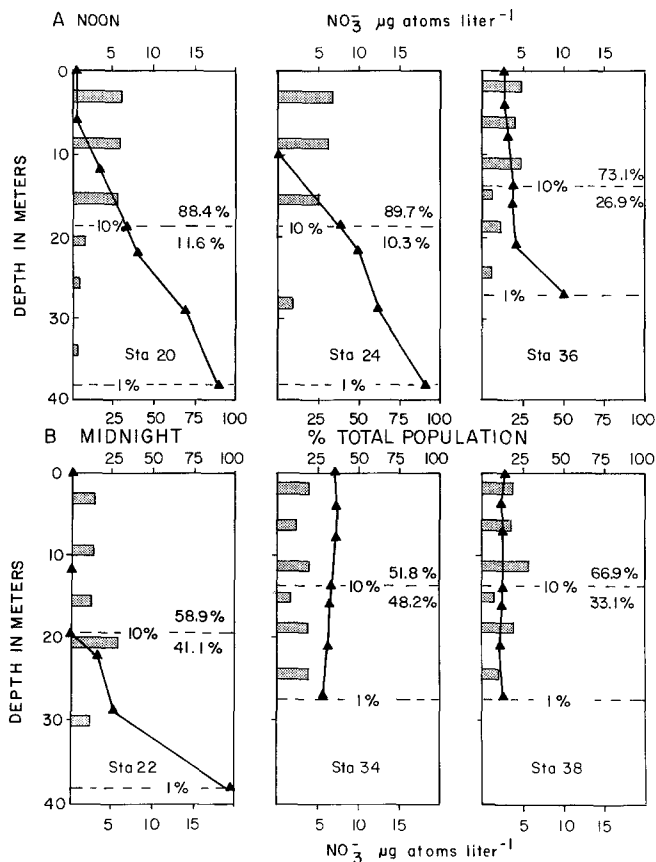 A NOON NO₃⁻ µg atoms liter⁻¹
5 10 15 5 10 15 5 10 15
0
10
20
30
40
DEPTH IN METERS
88.4%
10%
11.6%
Sta 20
1%
89.7%
10%
10.3%
Sta 24
1%
73.1%
10%
26.9%
1%
Sta 36
25 50 75 100 25 50 75 100 25 50 75 100
B MIDNIGHT % TOTAL POPULATION
25 50 75 100 25 50 75 100 25 50 75 100
0
10
20
30
40
DEPTH IN METERS
58.9%
10%
41.1%
Sta 22
1%
51.8%
10%
48.2%
1%
Sta 34
66.9%
10%
33.1%
1%
Sta 38
5 10 15 5 10 15 5 10 15
NO₃⁻ µg atoms liter⁻¹